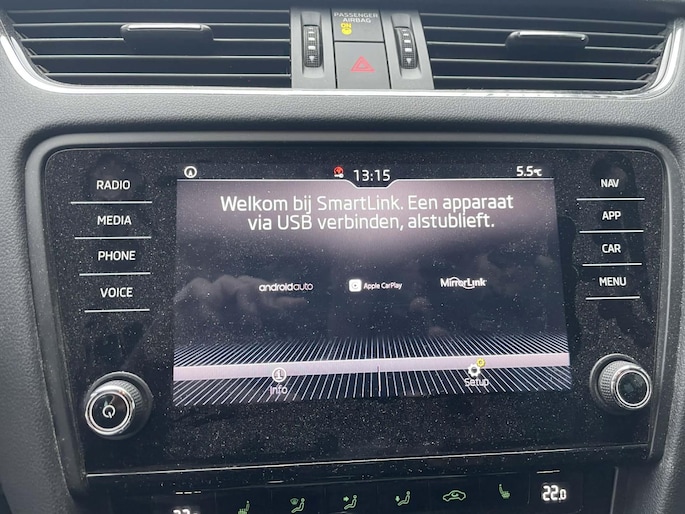 PASSENGER
AIRBAG
ON
13:15
5.5°C
RADIO
MEDIA
PHONE
VOICE
Welkom bij SmartLink. Een apparaat
via USB verbinden, alstublieft.
androidauto
Apple CarPlay
MirrorLink
Info
Setup
NAV
APP
CAR
MENU
22.0